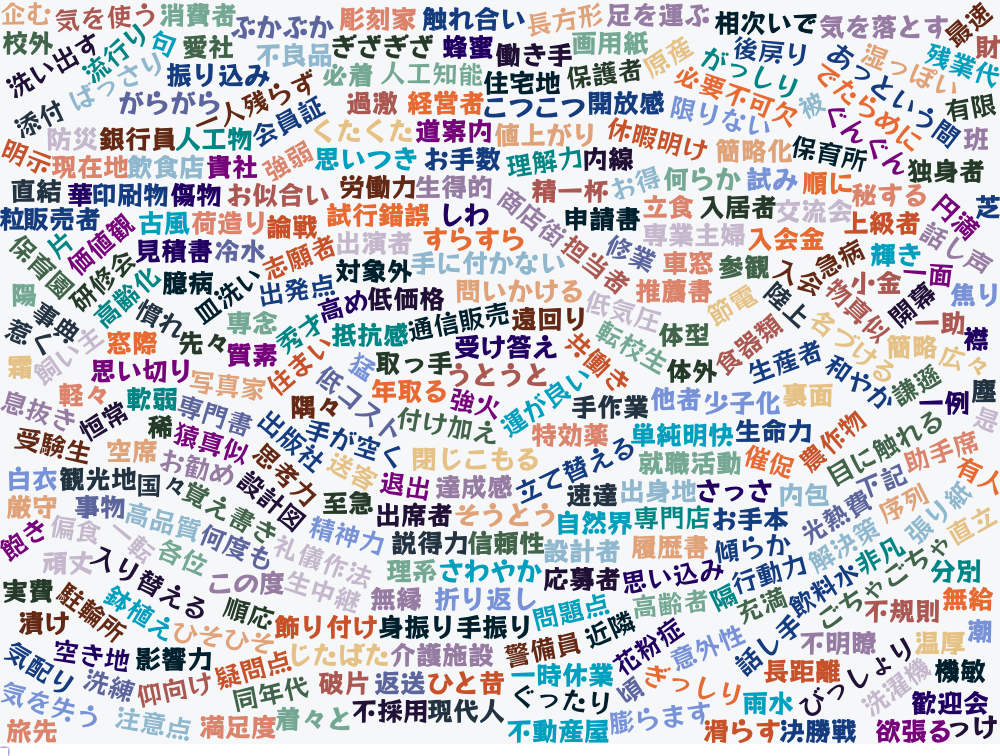 企む 気を使う 消費者 ぶかぶか 彫刻家 触れ合い 長方形 足を運ぶ 相次いで 気を落とす 最速
校外 洗い出す 流行り 句 愛社 不良品 ぎざぎざ 蜂蜜 働き手 画用紙 原産 がっしり 後戻り あっという間 湿っぽい 残業代 財
ばっさり 振り込み 必着 人工知能 住宅地 保護者 必要不可欠 でたらめに
添付 がらがら 一人残らず 過激 経営者 こつこつ 開放感 限りない 被 ぐんぐん 有限
防災 銀行員 人工物 会員証 くたくた 道案内 値上がり 休暇明け 簡略化 保育所 班
明示 現在地 飲食店 貴社 強弱 思いつき お手数 理解力 内線 独身者
直結 華 印刷物 傷物 お似合い 労働力 生得的 精一杯 お得 何らか 試み 順に 秘する 円満 芝
粒 販売者 古風 荷造り 論戦 試行錯誤 しわ 商店街 申請書 立食 入居者 交流会 上級者 話し声
保育園 片 価値観 見積書 冷水 志願者 出演者 すらすら 担当者 修業 専業主婦 入会金 急病 輝き
研修会 高齢化 臆病 皿洗い 出発点 対象外 手に付かない 車窓 参観 入会 物真似 小金 一面
陽 事典 慣れ 高め 低価格 問いかける 低気圧 推薦書 節電 陸上 開幕 焦り
惹く 飼い主 窓際 先々 専念 秀才 抵抗感 通信販売 遠回り 転校生 体型 食器類 名づける 一助 襟
霜 思い切り 質素 住まい 猛 取っ手 受け答え 共働き 体外 生産者 和やか 簡略 広々
軽々 軟弱 写真家 低コスト 年取る うとうと 運が良い 他者 少子化 裏面 謙遜 一例 塵
息抜き 恒常 専門書 隅々 付け加え 強火 手作業 是
受験生 稀 猿真似 出版社 手が空く 特効薬 単純明快 生命力 農作物 目に触れる 助手席
空席 お勧め 思考力 送客 閉じこもる 立て替える 就職活動 催促 有人
白衣 観光地 国々 覚え書き 設計図 至急 退出 達成感 速達 出身地 さっさ 内包 光熱費 下記 序列 張り紙
厳守 事物 高品質 何度も 精神力 出席者 そうとう 自然界 専門店 お手本 直立
飽き 偏食 一転 各位 礼儀作法 説得力 信頼性 設計者 履歴書 傾らか 解決策 非凡
頑丈 入り替える この度 生中継 理系 さわやか 応募者 思い込み 隔 行動力 飲料水 ごちゃごちゃ 分別
実費 駐輪所 鉢植え 順応 無縁 折り返し 問題点 高齢者 充満 不規則 無給
漬け ひそひそ 飾り付け 身振り手振り 近隣 花粉症 意外性 話し手 不明瞭 温厚 潮
気配り 空き地 影響力 疑問点 じたばた 介護施設 警備員 長距離 びっしょり 機敏
洗練 仰向け 同年代 破片 返送 ひと昔 一時休業 頃 ぎっしり 雨水 洗濯機
気を失う 注意点 満足度 着々と 不採用 現代人 ぐったり 膨らます 歓迎会
旅先 不動産屋 滑らす 決勝戦 欲張る っけ